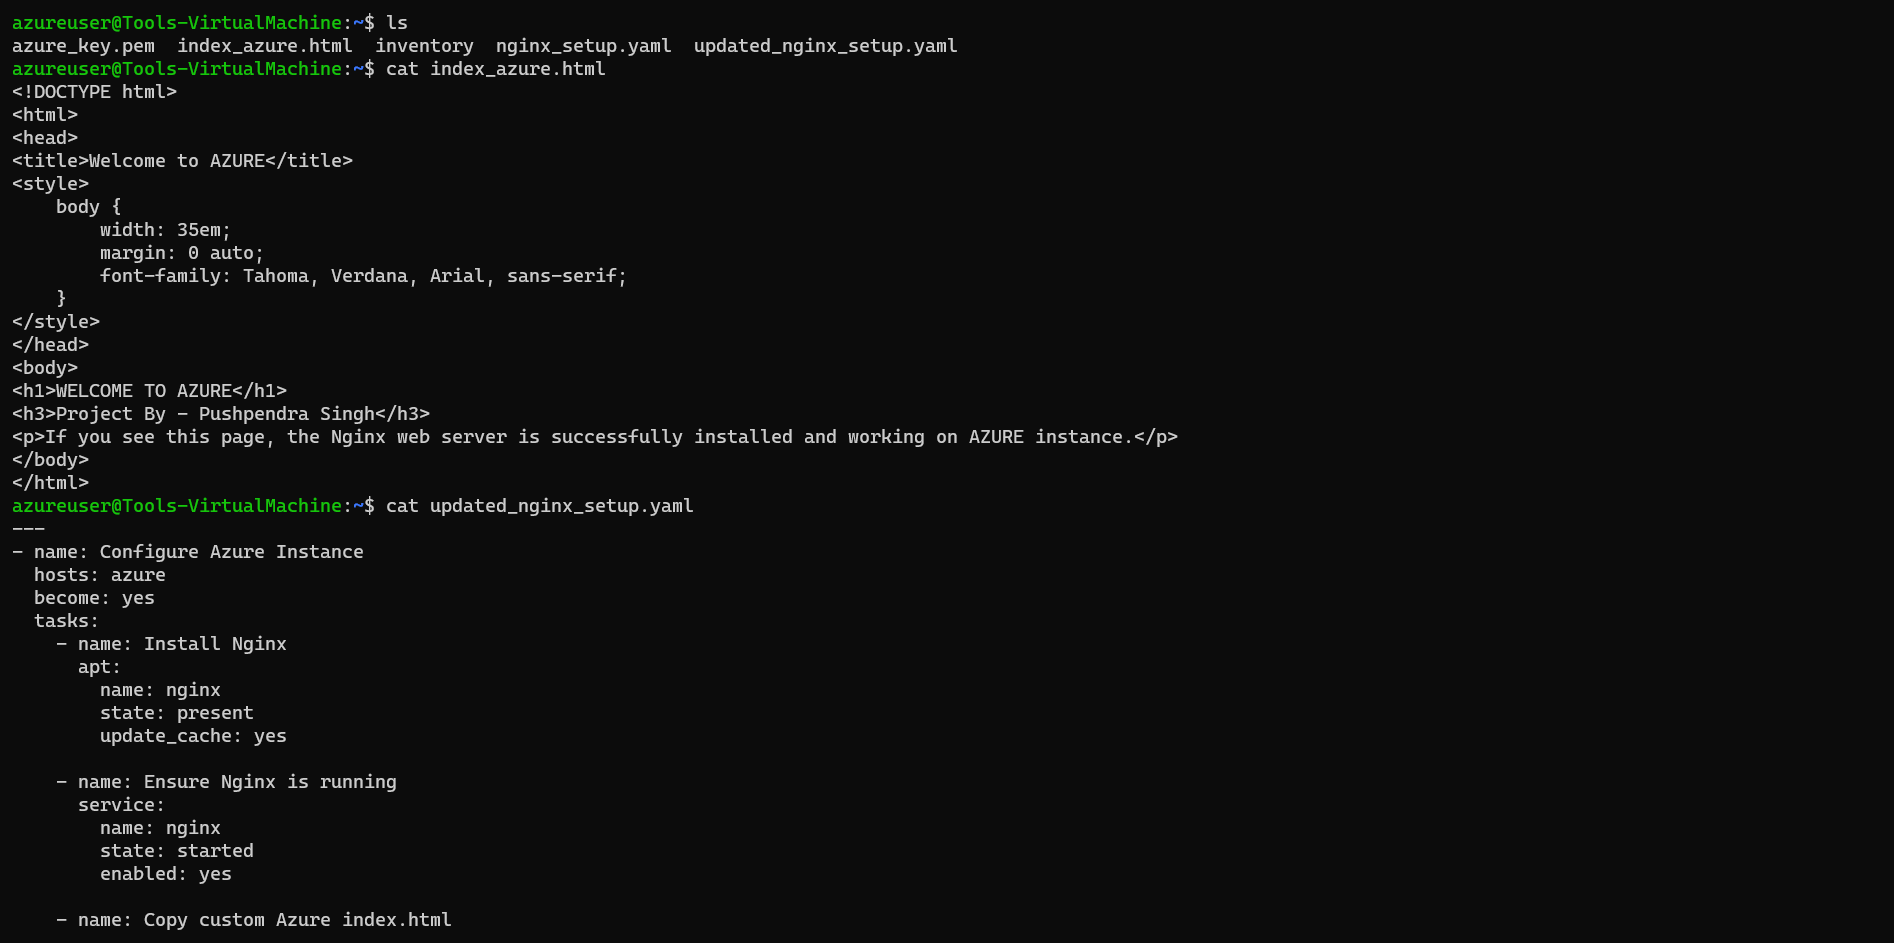 azureuser@Tools-VirtualMachine:~$ ls
azure_key.pem  index_azure.html  inventory  nginx_setup.yaml  updated_nginx_setup.yaml
azureuser@Tools-VirtualMachine:~$ cat index_azure.html
<!DOCTYPE html>
<html>
<head>
<title>Welcome to AZURE</title>
<style>
    body {
        width: 35em;
        margin: 0 auto;
        font-family: Tahoma, Verdana, Arial, sans-serif;
    }
</style>
</head>
<body>
<h1>WELCOME TO AZURE</h1>
<h3>Project By - Pushpendra Singh</h3>
<p>If you see this page, the Nginx web server is successfully installed and working on AZURE instance.</p>
</body>
</html>
azureuser@Tools-VirtualMachine:~$ cat updated_nginx_setup.yaml
---
- name: Configure Azure Instance
  hosts: azure
  become: yes
  tasks:
    - name: Install Nginx
      apt:
        name: nginx
        state: present
        update_cache: yes

    - name: Ensure Nginx is running
      service:
        name: nginx
        state: started
        enabled: yes

    - name: Copy custom Azure index.html